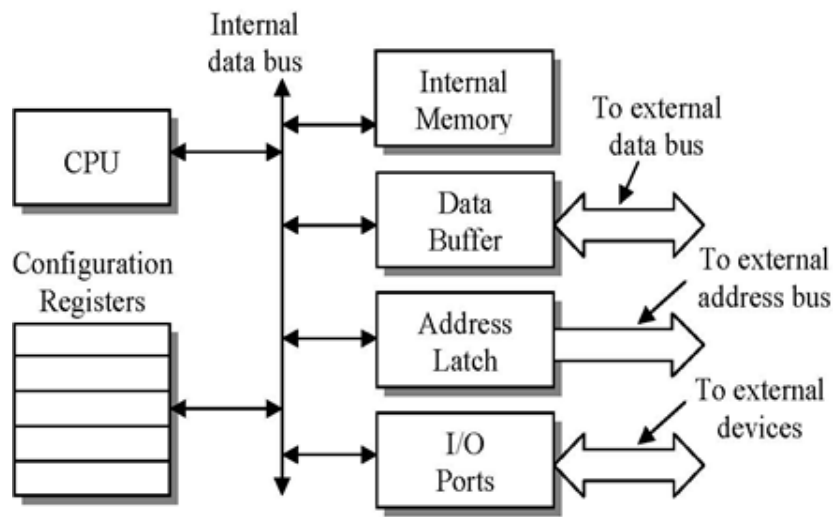 Internal
data bus
CPU
Configuration
Registers
Internal
Memory
Data
Buffer
Address
Latch
I/O
Ports
To external
data bus
To external
address bus
To external
devices